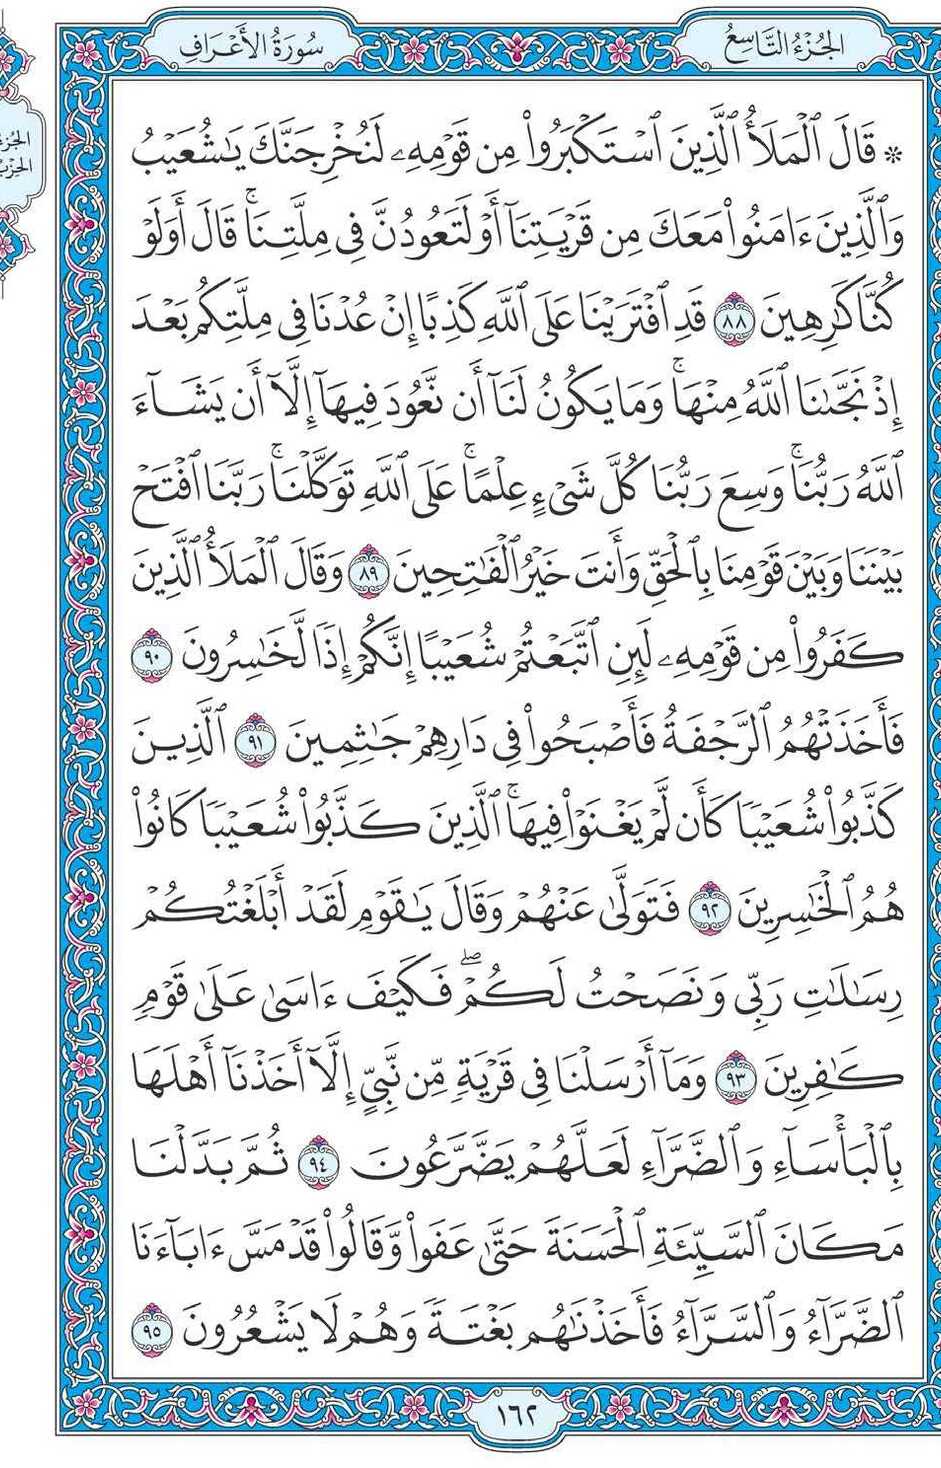 الجُزْءُ التَّاسِعُ
سُورَةُ الأَعْرَافِ
۞ قَالَ ٱلْمَلَأُ ٱلَّذِينَ ٱسْتَكْبَرُوا۟ مِن قَوْمِهِۦ لَنُخْرِجَنَّكَ يَـٰشُعَيْبُ
وَٱلَّذِينَ ءَامَنُوا۟ مَعَكَ مِن قَرْيَتِنَآ أَوْ لَتَعُودُنَّ فِى مِلَّتِنَا ۚ قَالَ أَوَلَوْ
كُنَّا كَـٰرِهِينَ ٨٨ قَدِ ٱفْتَرَيْنَا عَلَى ٱللَّهِ كَذِبًا إِنْ عُدْنَا فِى مِلَّتِكُم بَعْدَ
إِذْ نَجَّىٰنَا ٱللَّهُ مِنْهَا ۚ وَمَا يَكُونُ لَنَآ أَن نَّعُودَ فِيهَآ إِلَّآ أَن يَشَآءَ
ٱللَّهُ رَبُّنَا ۚ وَسِعَ رَبُّنَا كُلَّ شَىْءٍ عِلْمًا ۚ عَلَى ٱللَّهِ تَوَكَّلْنَا ۚ رَبَّنَا ٱفْتَحْ
بَيْنَنَا وَبَيْنَ قَوْمِنَا بِٱلْحَقِّ وَأَنتَ خَيْرُ ٱلْفَـٰتِحِينَ ٨٩ وَقَالَ ٱلْمَلَأُ ٱلَّذِينَ
كَفَرُوا۟ مِن قَوْمِهِۦ لَئِنِ ٱتَّبَعْتُمْ شُعَيْبًا إِنَّكُمْ إِذًا لَّخَـٰسِرُونَ ٩٠
فَأَخَذَتْهُمُ ٱلرَّجْفَةُ فَأَصْبَحُوا۟ فِى دَارِهِمْ جَـٰثِمِينَ ٩١ ٱلَّذِينَ
كَذَّبُوا۟ شُعَيْبًا كَأَن لَّمْ يَغْنَوْا۟ فِيهَا ۚ ٱلَّذِينَ كَذَّبُوا۟ شُعَيْبًا كَانُوا۟
هُمُ ٱلْخَـٰسِرِينَ ٩٢ فَتَوَلَّىٰ عَنْهُمْ وَقَالَ يَـٰقَوْمِ لَقَدْ أَبْلَغْتُكُمْ
رِسَـٰلَـٰتِ رَبِّى وَنَصَحْتُ لَكُمْ ۖ فَكَيْفَ ءَاسَىٰ عَلَىٰ قَوْمٍ
كَـٰفِرِينَ ٩٣ وَمَآ أَرْسَلْنَا فِى قَرْيَةٍ مِّن نَّبِىٍّ إِلَّآ أَخَذْنَآ أَهْلَهَا
بِٱلْبَأْسَآءِ وَٱلضَّرَّآءِ لَعَلَّهُمْ يَضَّرَّعُونَ ٩٤ ثُمَّ بَدَّلْنَا
مَكَانَ ٱلسَّيِّئَةِ ٱلْحَسَنَةَ حَتَّىٰ عَفَوا۟ وَّقَالُوا۟ قَدْ مَسَّ ءَابَآءَنَا
ٱلضَّرَّآءُ وَٱلسَّرَّآءُ فَأَخَذْنَـٰهُم بَغْتَةً وَهُمْ لَا يَشْعُرُونَ ٩٥
١٦٢